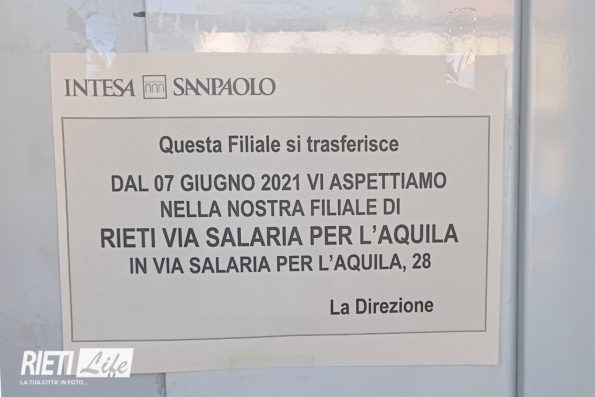 INTESA SANPAOLO
Questa Filiale si trasferisce
DAL 07 GIUGNO 2021 VI ASPETTIAMO
NELLA NOSTRA FILIALE DI
RIETI VIA SALARIA PER L'AQUILA
IN VIA SALARIA PER L'AQUILA, 28
La Direzione
RIETI Life
LA TUA CITTA' IN FOTO...